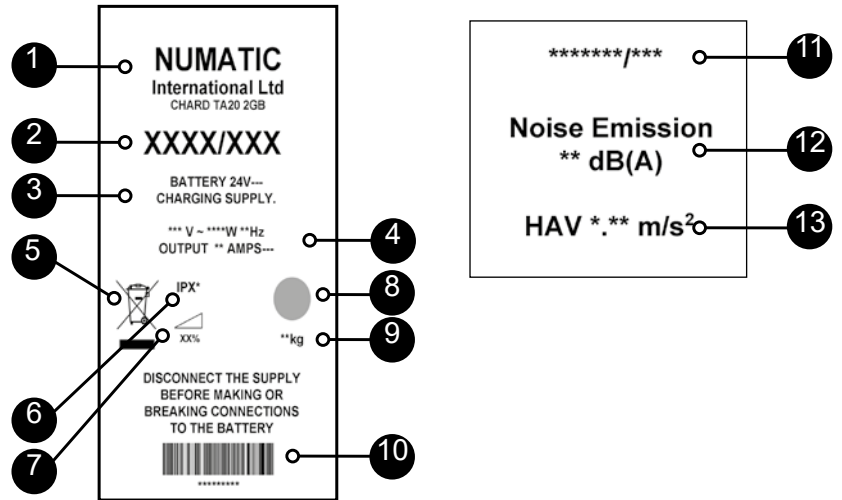 1
NUMATIC
International Ltd
CHARD TA20 2GB
2
XXXX/XXX
3
BATTERY 24V---
CHARGING SUPPLY.
4
*** V ~ ****W **Hz
OUTPUT ** AMPS---
5
IPX*
8
XX%
**kg
9
6
7
DISCONNECT THE SUPPLY
BEFORE MAKING OR
BREAKING CONNECTIONS
TO THE BATTERY
10
*********
*******/***
11
Noise Emission
** dB(A)
12
HAV *.** m/s²
13